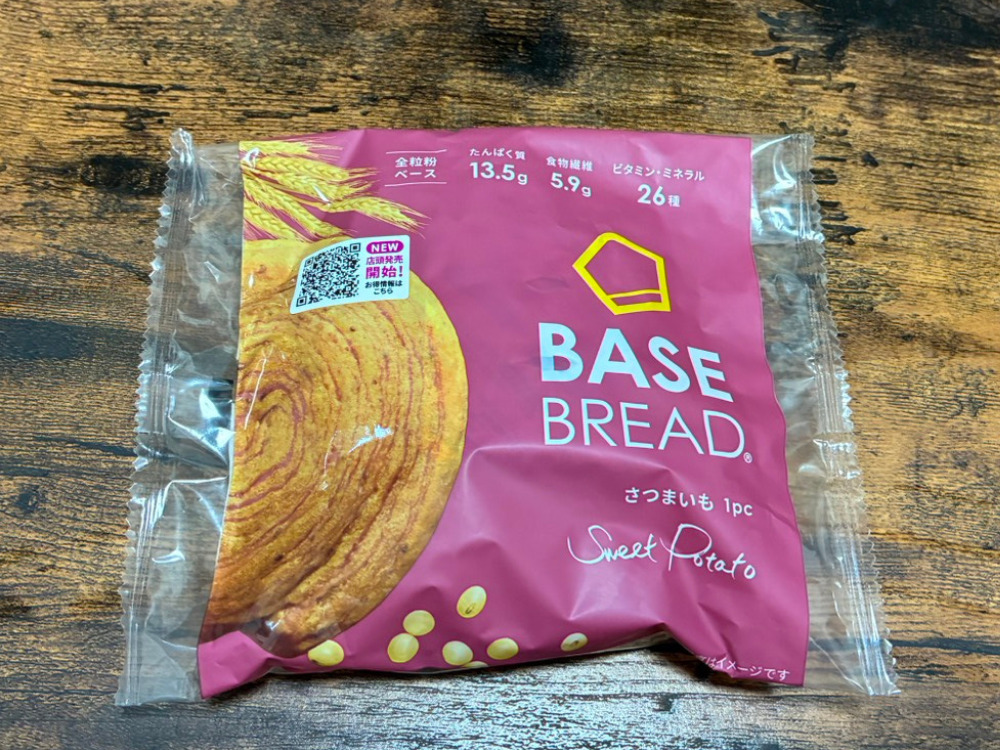 全粒粉
ベース
たんぱく質
13.5g
食物繊維
5.9g
ビタミン・ミネラル
26種
NEW
店頭発売
開始!
お得情報は
こちら
BASE
BREAD®
さつまいも 1pc
Sweet Potato
はイメージです